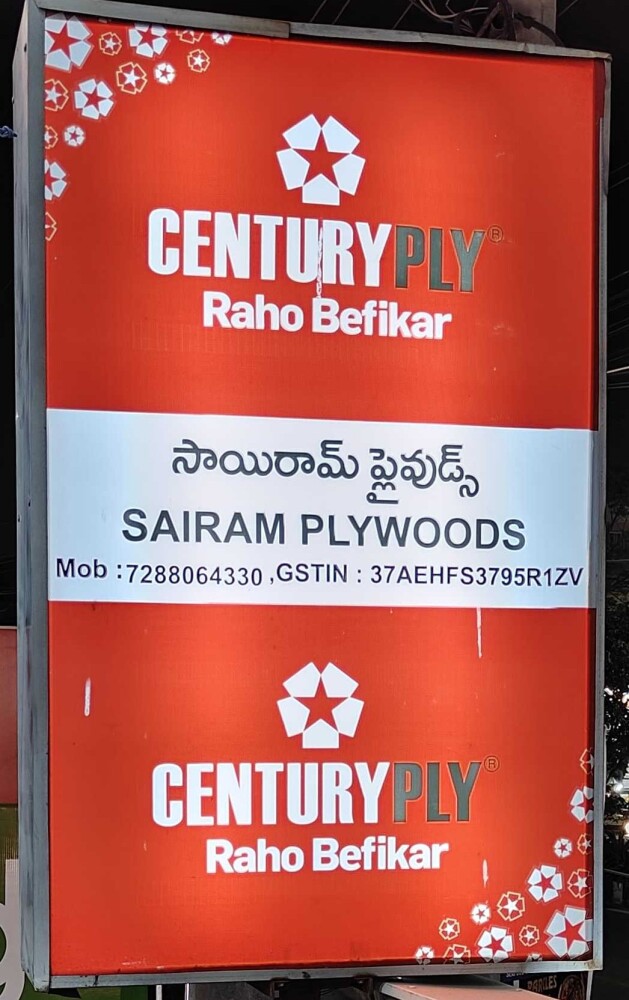 CENTURYPLY®
Raho Befikar
సాయిరామ్ ప్లైవుడ్స్
SAIRAM PLYWOODS
Mob :7288064330 ,GSTIN : 37AEHFS3795R1ZV
CENTURYPLY®
Raho Befikar